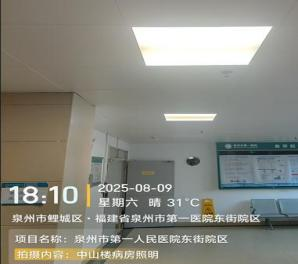 18:10
2025-08-09
星期六 晴 31℃
泉州市鲤城区·福建省泉州市第一医院东街院区
项目名称：泉州市第一人民医院东街院区
拍摄内容：中山楼病房照明